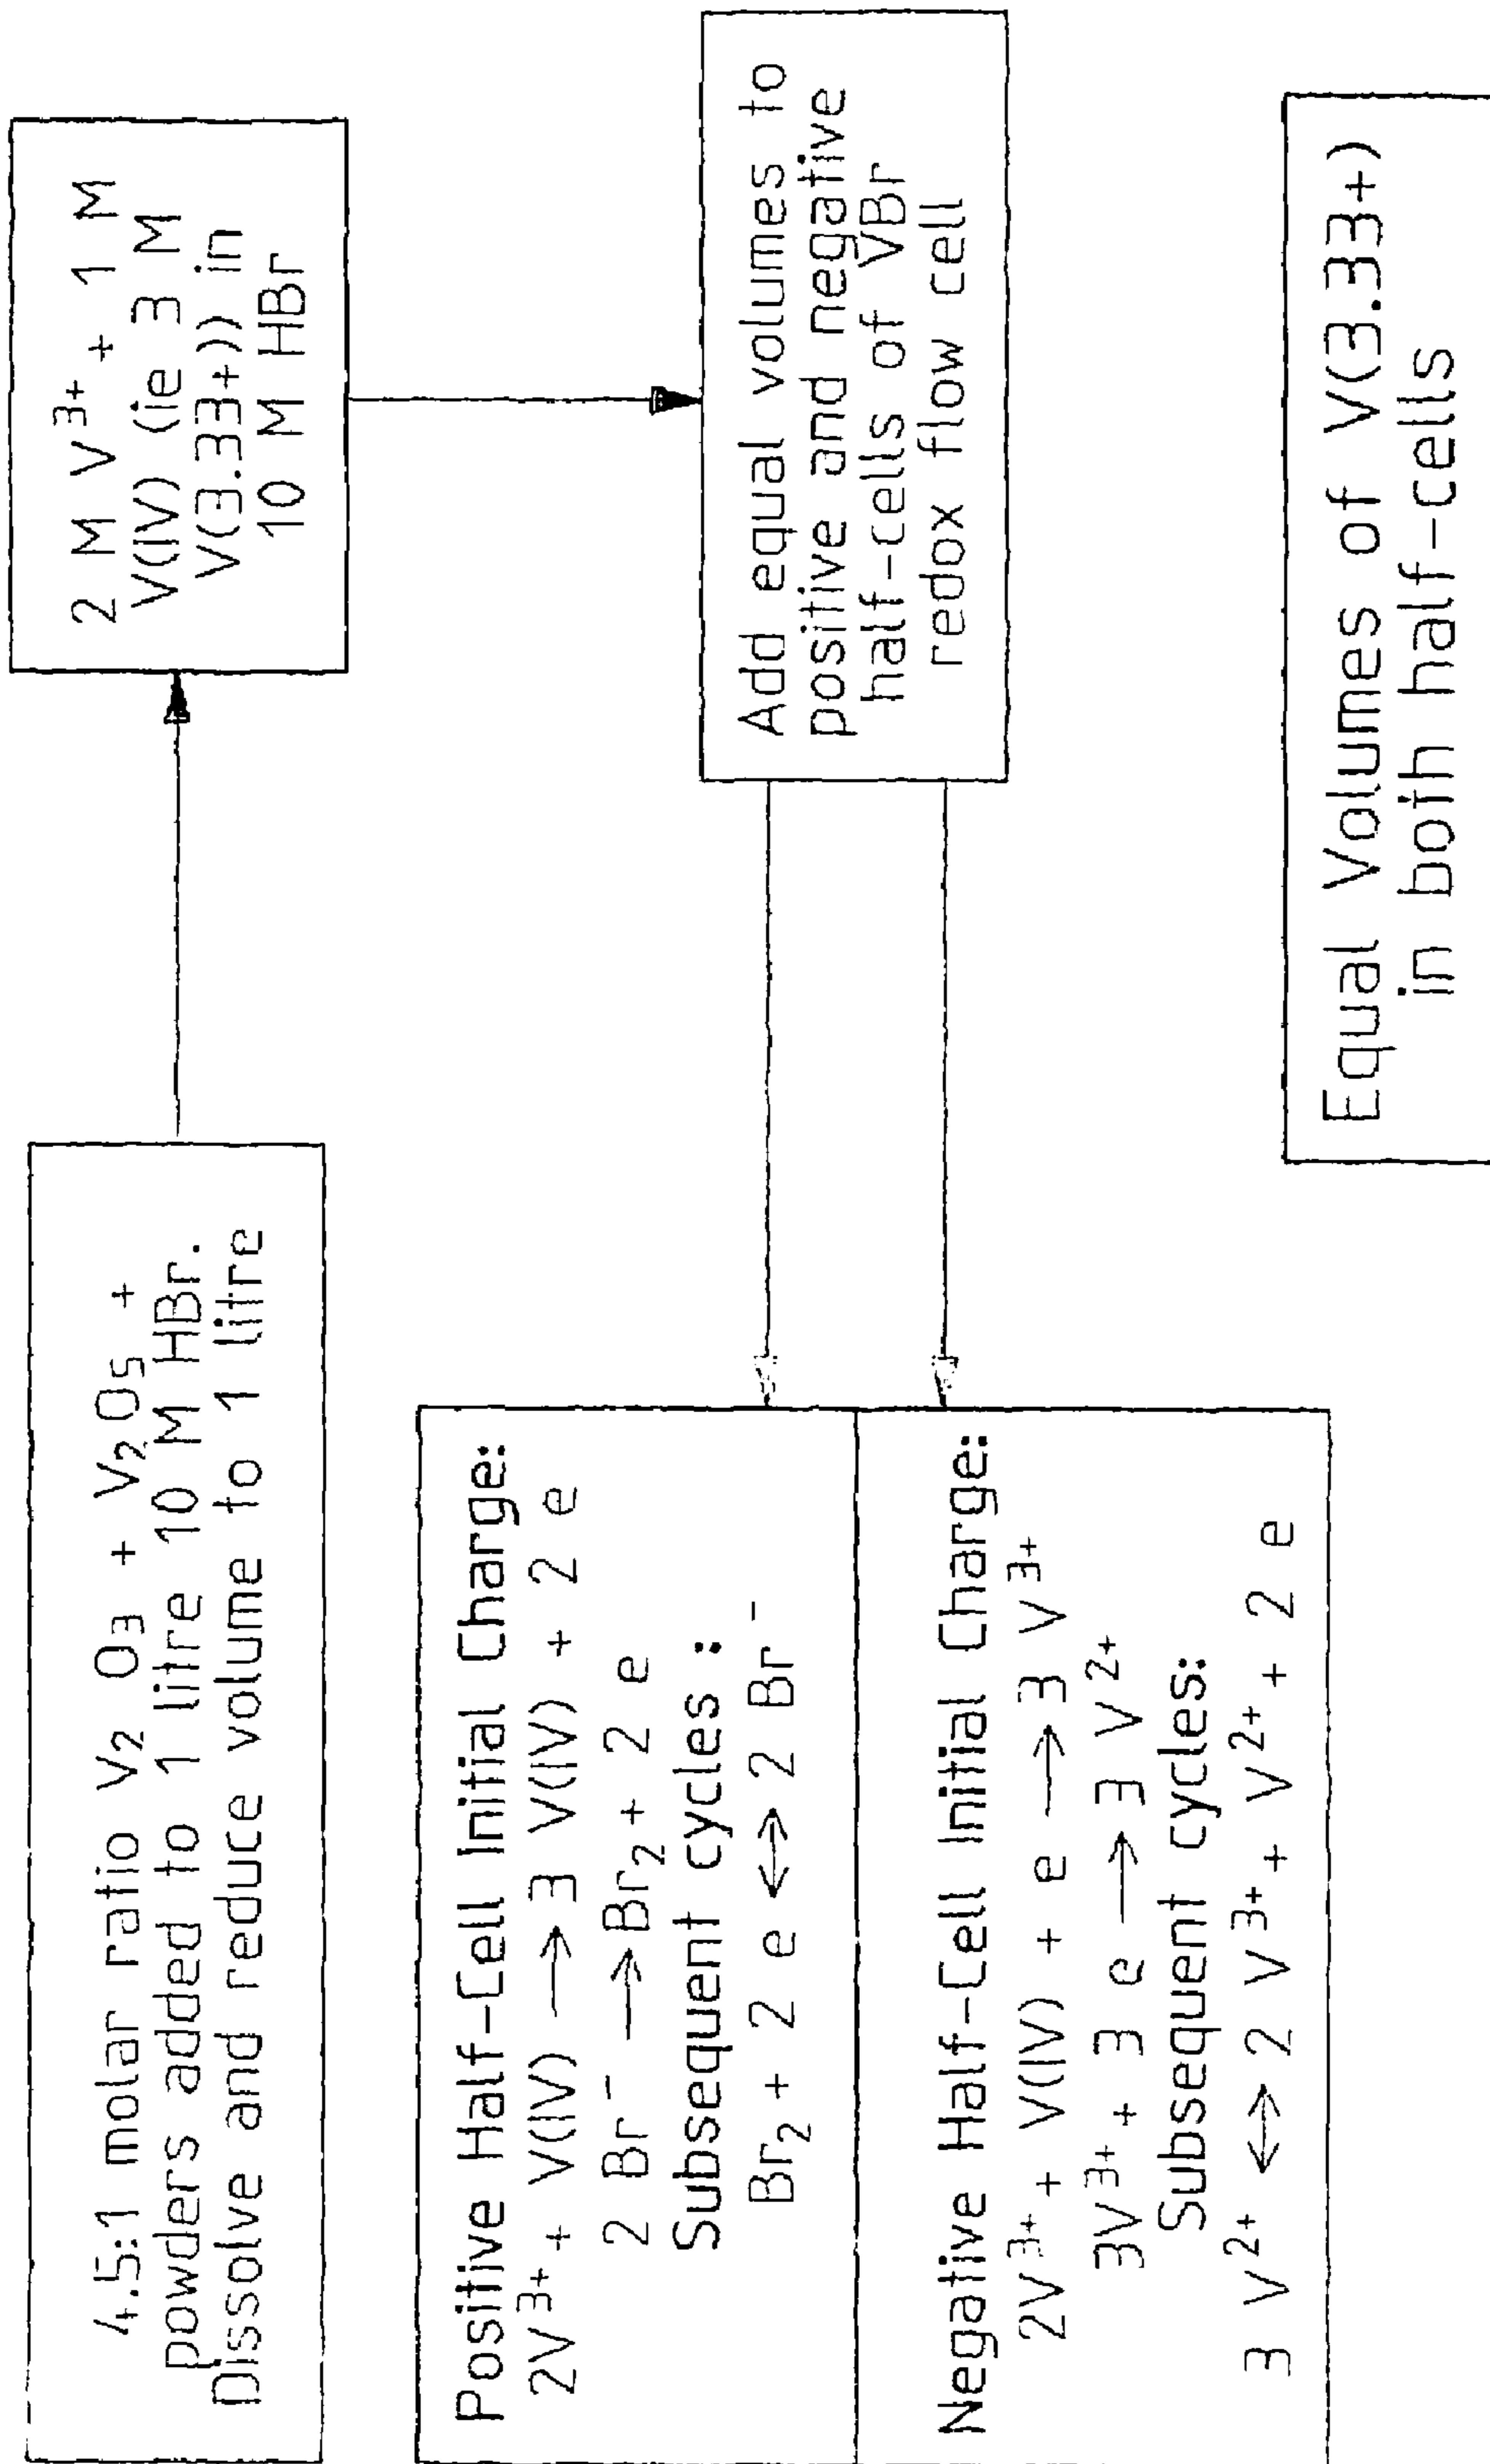 4.5:1 molar ratio V₂ O₃ + V₂O₅ +
powders added to 1 litre 10 M HBr.
Dissolve and reduce volume to 1 litre
2 M V³⁺ + 1 M
V(IV) (ie 3 M
V(3.33+)) in
10 M HBr
Add equal volumes to
positive and negative
half-cells of VBr
redox flow cell
Positive Half-Cell Initial Charge:
2V³⁺ + V(IV) → 3 V(IV) + 2 e
2 Br⁻ → Br₂ + 2 e
Subsequent cycles :
Br₂ + 2 e ↔ 2 Br⁻
Negative Half-Cell Initial Charge:
2V³⁺ + V(IV) + e → 3 V³⁺
3V³⁺ + 3 e → 3 V²⁺
Subsequent cycles:
3 V²⁺ ↔ 2 V³⁺ + V²⁺ + 2 e
Equal Volumes of V(3.33+)
in both half-cells